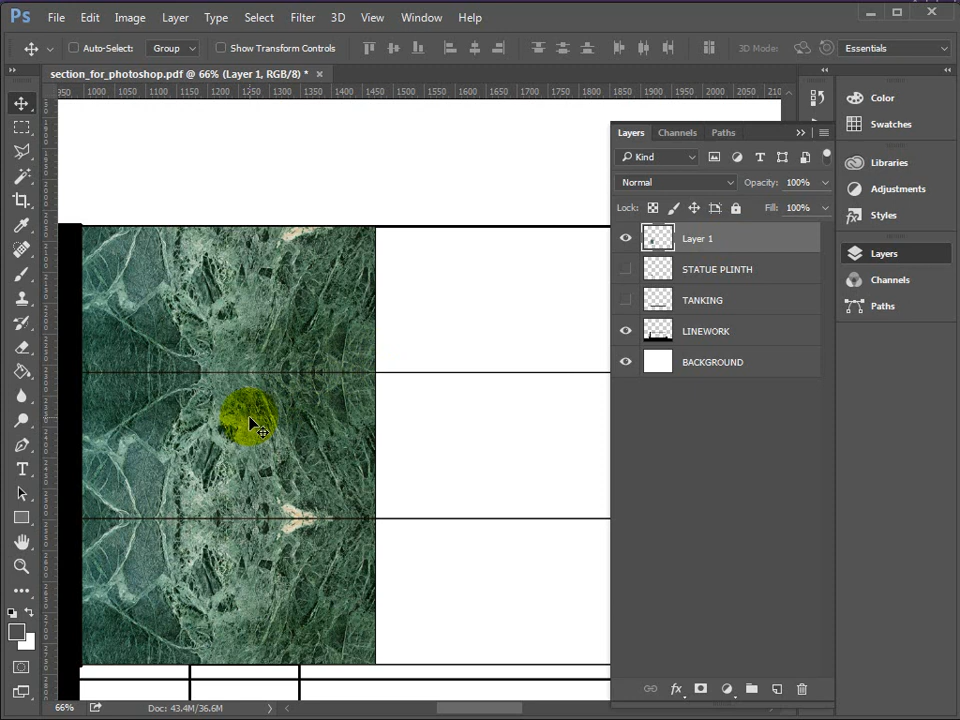 Ps File Edit Image Layer Type Select Filter 3D View Window Help
Auto-Select: Group Show Transform Controls 3D Mode: Essentials
section_for_photoshop.pdf @ 66% (Layer 1, RGB/8) * ×
950 1000 1050 1100 1150 1200 1250 1300 1350 1400 1450 1500 1550 1600 1650 1700 1750 1800 1850 1900 1950 2000 2050 210
Layers Channels Paths
Kind
Normal Opacity: 100%
Lock: Fill: 100%
Layer 1
STATUE PLINTH
TANKING
LINEWORK
BACKGROUND
Color
Swatches
Libraries
Adjustments
Styles
Layers
Channels
Paths
66% Doc: 43.4M/36.6M